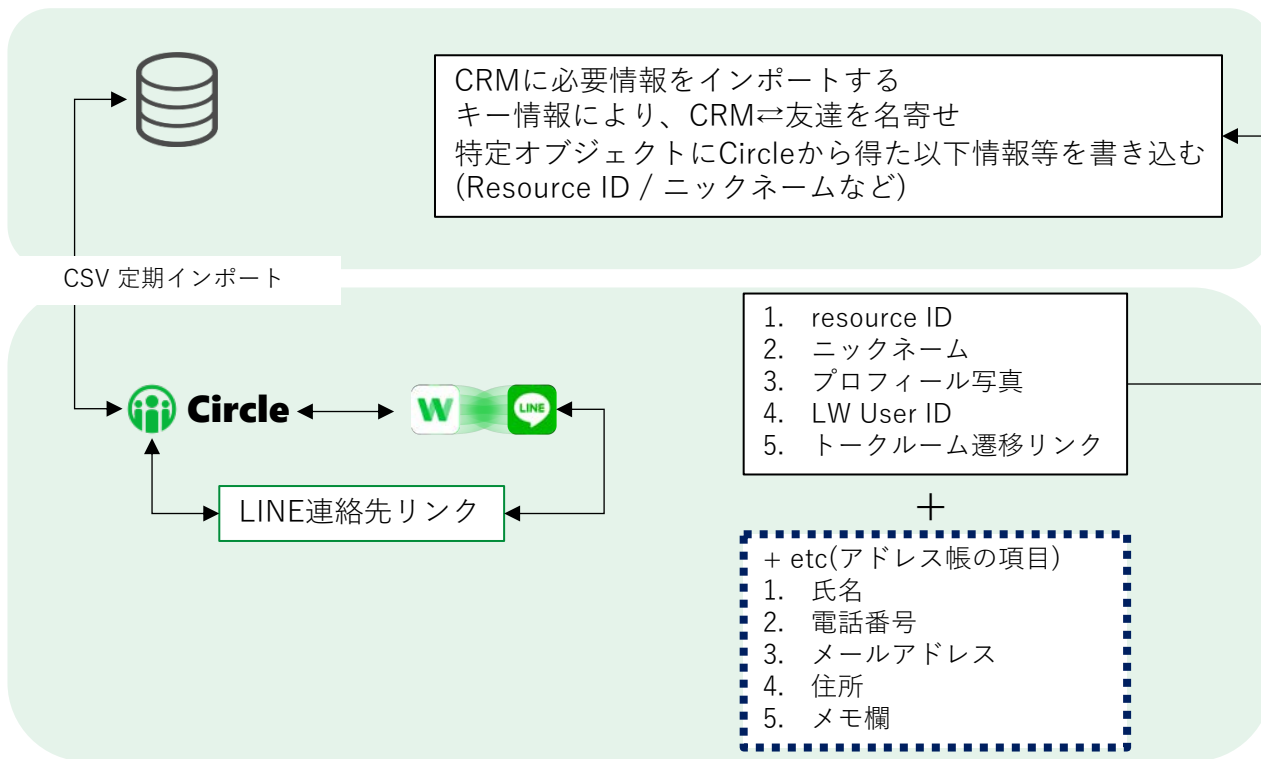 CRMに必要情報をインポートする
キー情報により、CRM⇄友達を名寄せ
特定オブジェクトにCircleから得た以下情報等を書き込む
(Resource ID / ニックネームなど)
CSV 定期インポート
1. resource ID
2. ニックネーム
3. プロフィール写真
4. LW User ID
5. トークルーム遷移リンク
Circle
W
LINE
LINE連絡先リンク
+
+ etc(アドレス帳の項目)
1. 氏名
2. 電話番号
3. メールアドレス
4. 住所
5. メモ欄